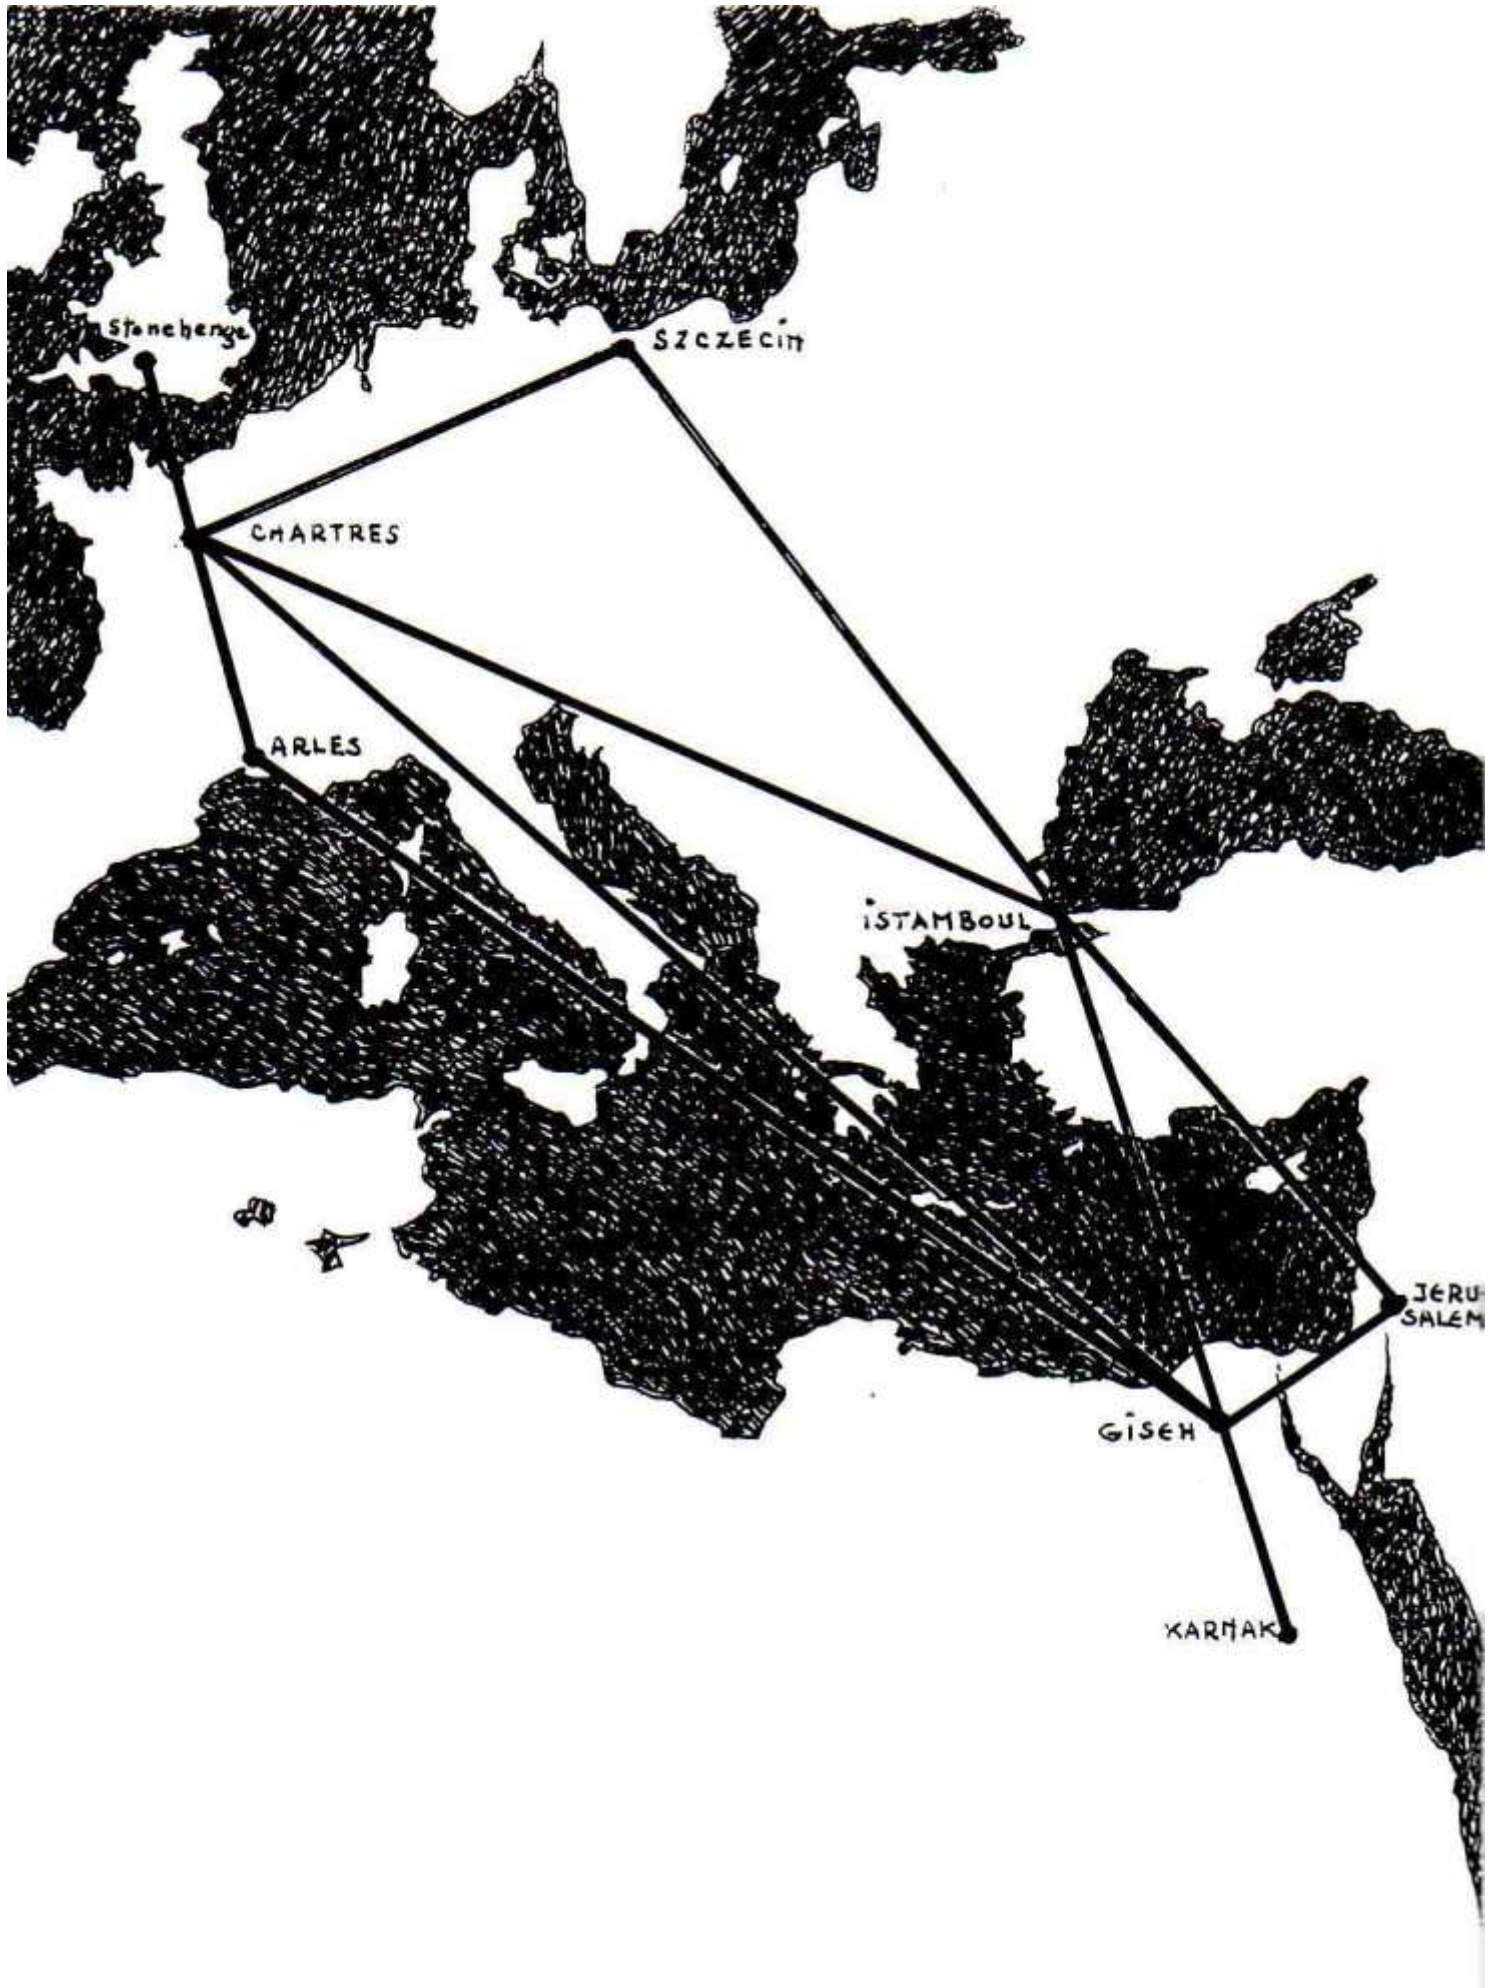 Stonehenge
SZCZECIN
CHARTRES
ARLES
iSTAMBOUL
JERU-
SALEM
GiSEH
KARNAK